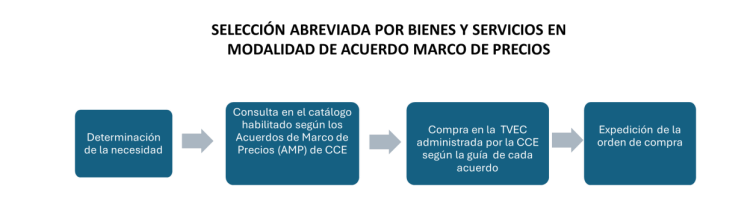 SELECCIÓN ABREVIADA POR BIENES Y SERVICIOS EN
MODALIDAD DE ACUERDO MARCO DE PRECIOS
Determinación
de la necesidad
Consulta en el catálogo
habilitado según los
Acuerdos de Marco de
Precios (AMP) de CCE
Compra en la TVEC
administrada por la CCE
según la guía de cada
acuerdo
Expedición de la
orden de compra